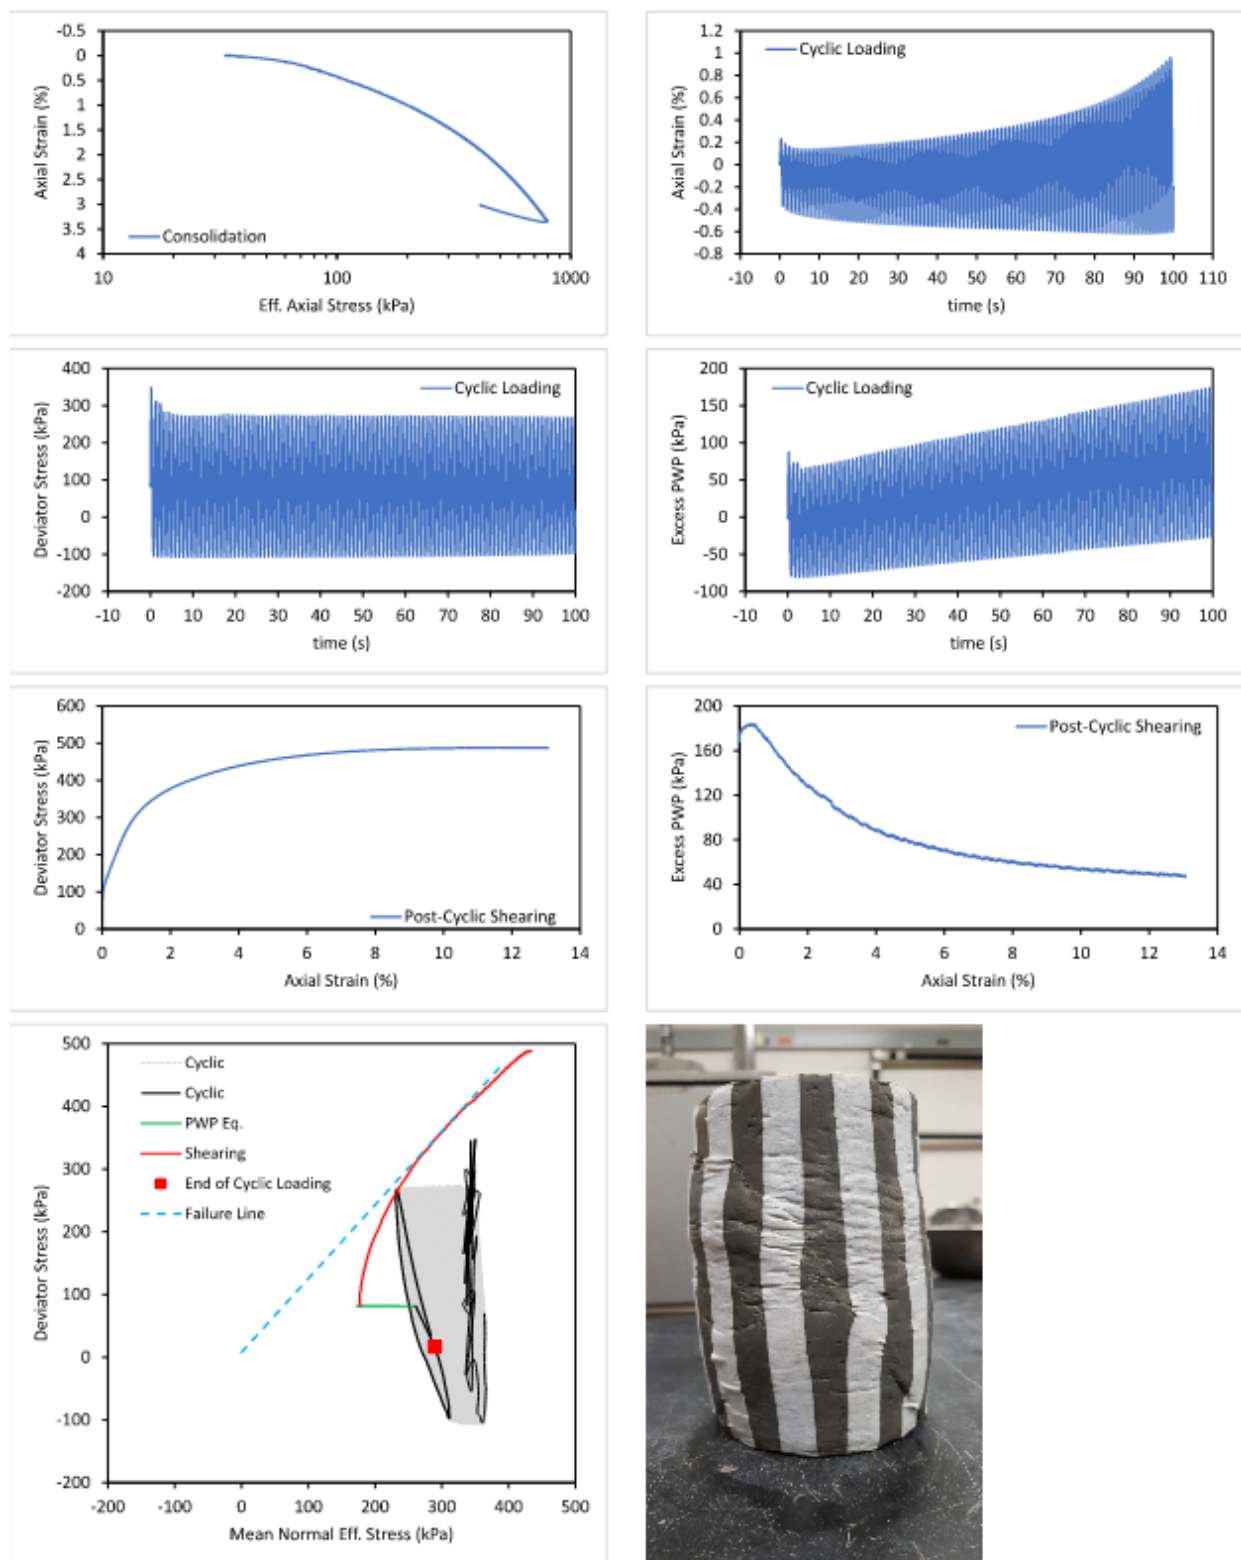 -0.5
0
0.5
1
1.5
2
2.5
3
3.5
4
Axial Strain (%)
Consolidation
10 100 1000
Eff. Axial Stress (kPa)
1.2
1
0.8
0.6
0.4
0.2
0
-0.2
-0.4
-0.6
-0.8
Axial Strain (%)
Cyclic Loading
-10 0 10 20 30 40 50 60 70 80 90 100 110
time (s)
400
300
200
100
0
-100
-200
Deviator Stress (kPa)
Cyclic Loading
-10 0 10 20 30 40 50 60 70 80 90 100
time (s)
200
150
100
50
0
-50
-100
Excess PWP (kPa)
Cyclic Loading
-10 0 10 20 30 40 50 60 70 80 90 100
time (s)
600
500
400
300
200
100
0
Deviator Stress (kPa)
Post-Cyclic Shearing
0 2 4 6 8 10 12 14
Axial Strain (%)
200
160
120
80
40
0
Excess PWP (kPa)
Post-Cyclic Shearing
0 2 4 6 8 10 12 14
Axial Strain (%)
500
400
300
200
100
0
-100
-200
Deviator Stress (kPa)
Cyclic
Cyclic
PWP Eq.
Shearing
End of Cyclic Loading
Failure Line
-200 -100 0 100 200 300 400 500
Mean Normal Eff. Stress (kPa)